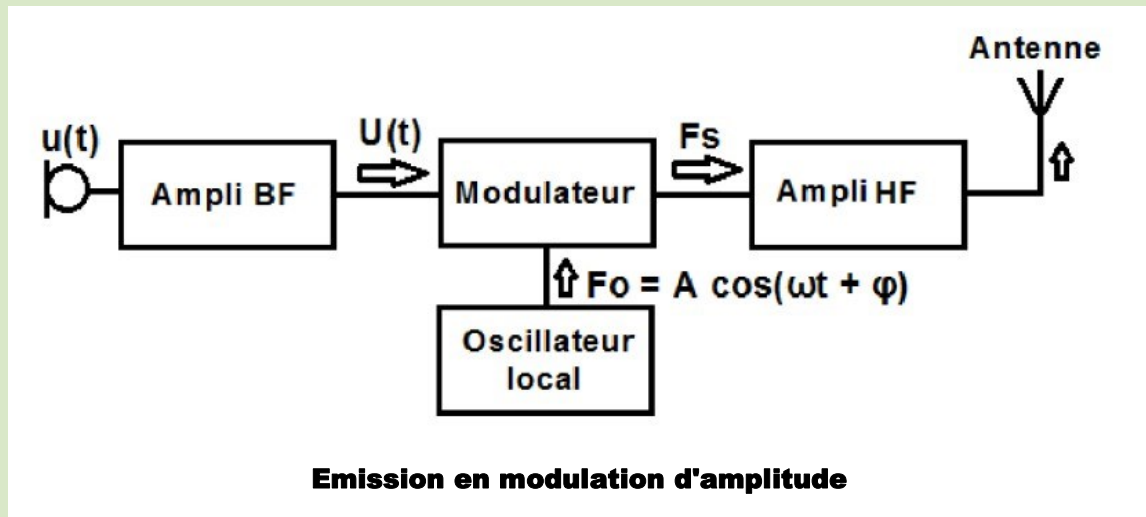 Antenne
u(t)
U(t)
Fs
Ampli BF
Modulateur
Ampli HF
Fo = A cos(ωt + φ)
Oscillateur
local
Emission en modulation d'amplitude